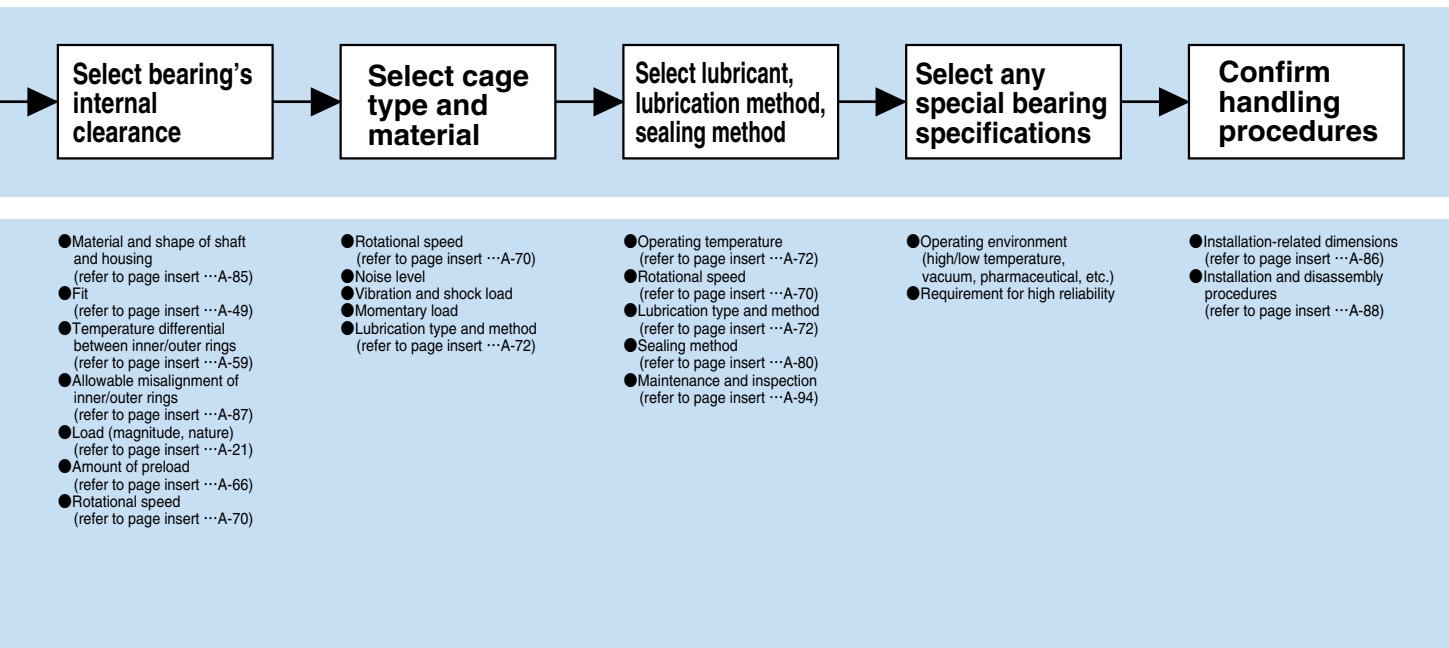 Select bearing's
internal
clearance
Select cage
type and
material
Select lubricant,
lubrication method,
sealing method
Select any
special bearing
specifications
Confirm
handling
procedures
●Material and shape of shaft
and housing
(refer to page insert …A-85)
●Fit
(refer to page insert …A-49)
●Temperature differential
between inner/outer rings
(refer to page insert …A-59)
●Allowable misalignment of
inner/outer rings
(refer to page insert …A-87)
●Load (magnitude, nature)
(refer to page insert …A-21)
●Amount of preload
(refer to page insert …A-66)
●Rotational speed
(refer to page insert …A-70)
●Rotational speed
(refer to page insert …A-70)
●Noise level
●Vibration and shock load
●Momentary load
●Lubrication type and method
(refer to page insert …A-72)
●Operating temperature
(refer to page insert …A-72)
●Rotational speed
(refer to page insert …A-70)
●Lubrication type and method
(refer to page insert …A-72)
●Sealing method
(refer to page insert …A-80)
●Maintenance and inspection
(refer to page insert …A-94)
●Operating environment
(high/low temperature,
vacuum, pharmaceutical, etc.)
●Requirement for high reliability
●Installation-related dimensions
(refer to page insert …A-86)
●Installation and disassembly
procedures
(refer to page insert …A-88)